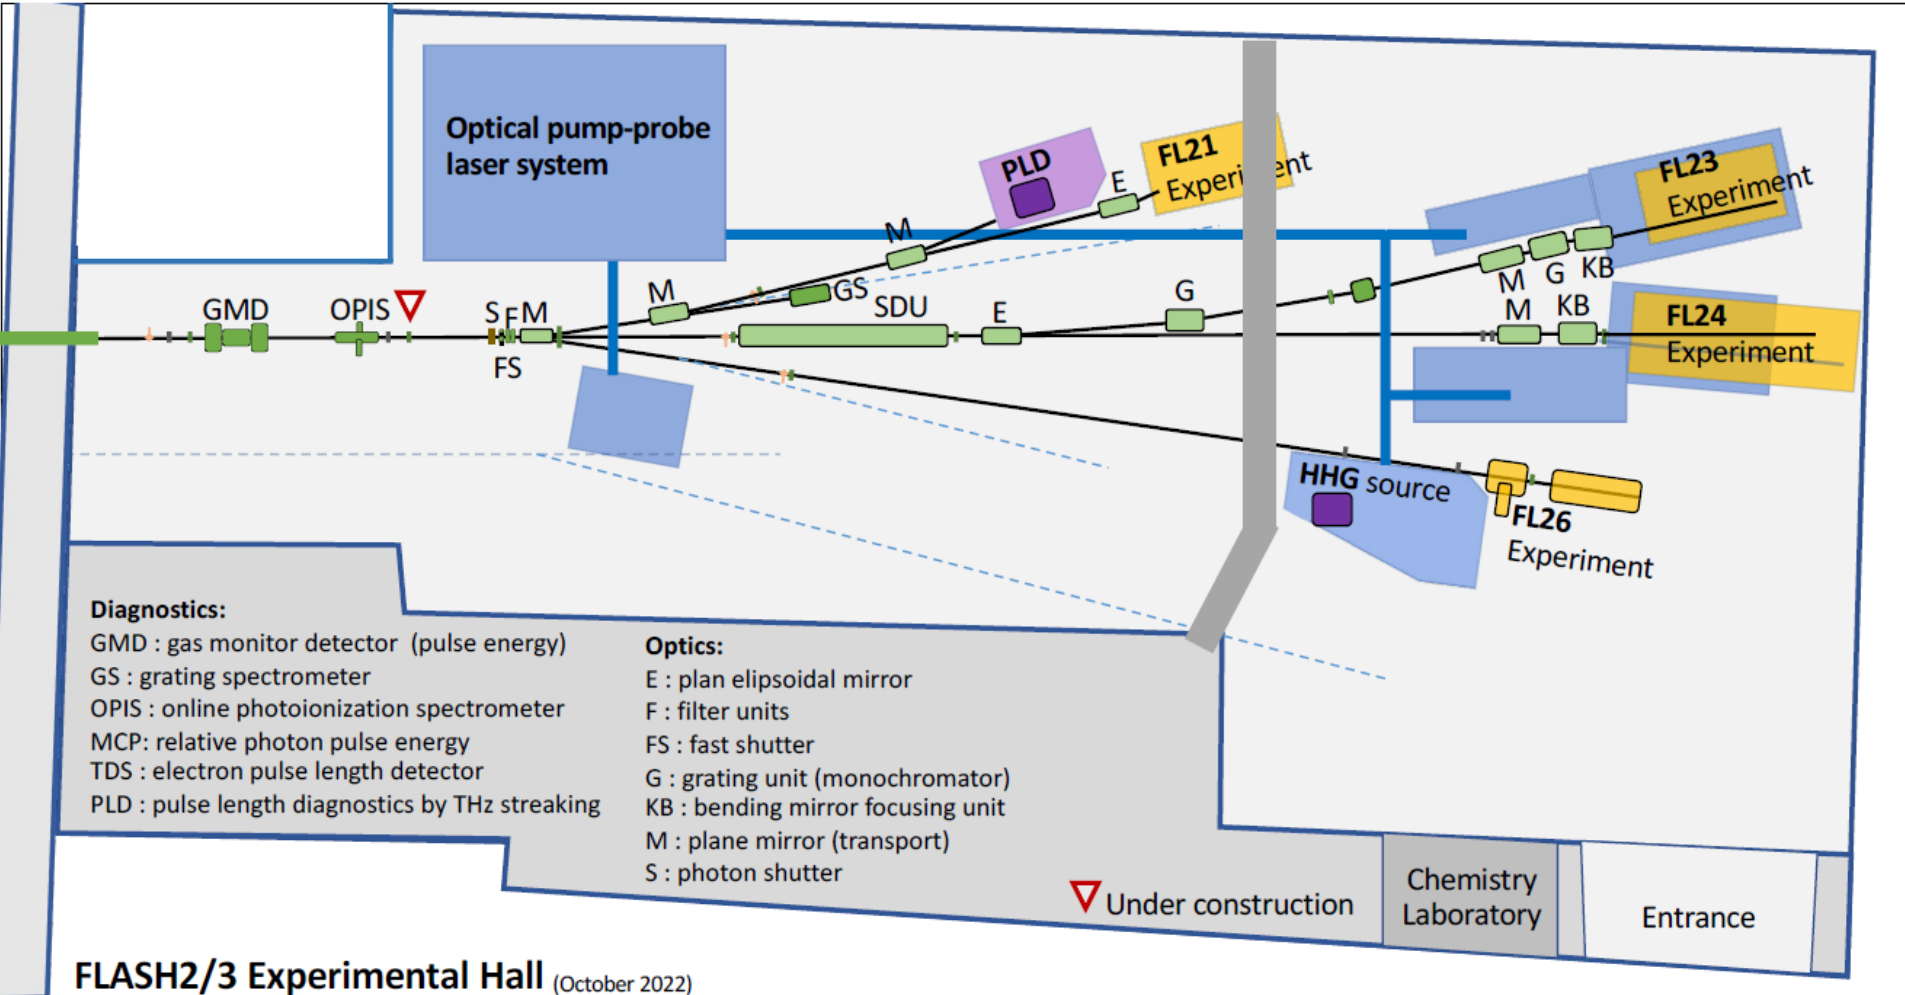 Optical pump-probe
laser system
PLD
FL21
Experiment
E
M
FL23
Experiment
M
G
KB
GMD
OPIS
S F M
FS
M
GS
SDU
E
G
M
KB
FL24
Experiment
HHG source
FL26
Experiment
Diagnostics:
GMD : gas monitor detector (pulse energy)
GS : grating spectrometer
OPIS : online photoionization spectrometer
MCP: relative photon pulse energy
TDS : electron pulse length detector
PLD : pulse length diagnostics by THz streaking
Optics:
E : plan elipsoidal mirror
F : filter units
FS : fast shutter
G : grating unit (monochromator)
KB : bending mirror focusing unit
M : plane mirror (transport)
S : photon shutter
Under construction
Chemistry
Laboratory
Entrance
FLASH2/3 Experimental Hall (October 2022)